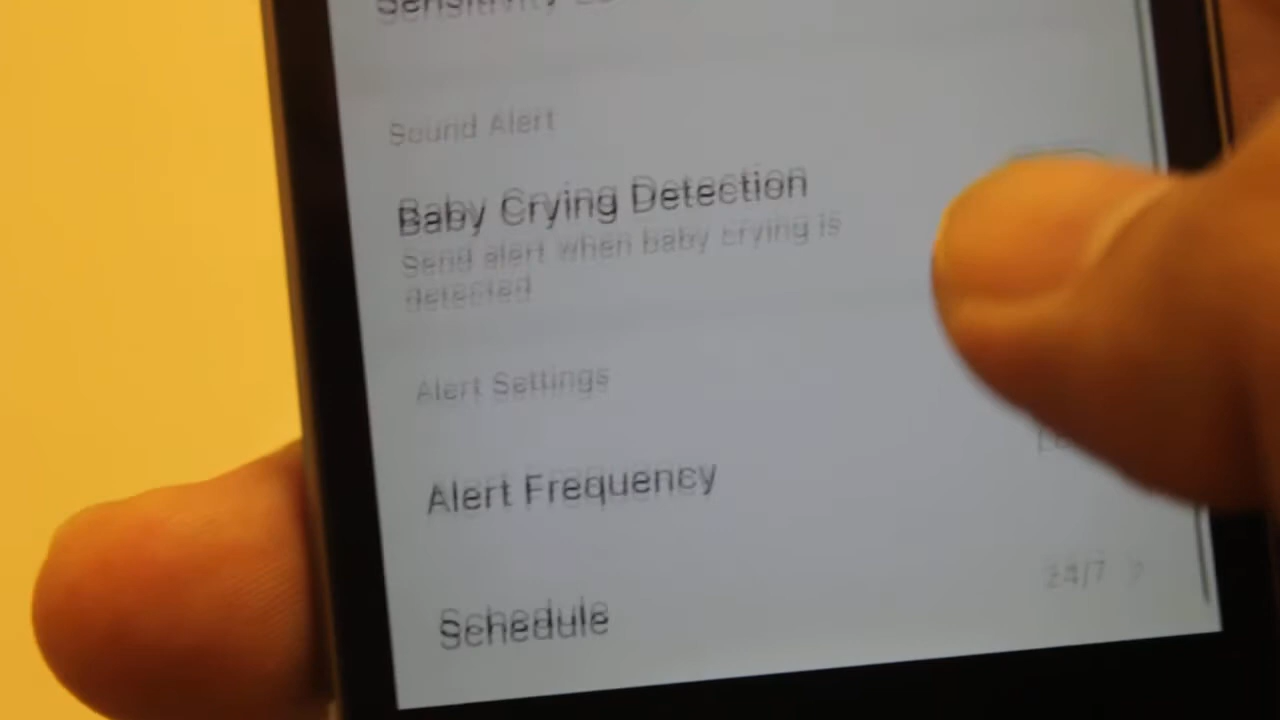 Sensitivity
Sound Alert
Baby Crying Detection
Send alert when baby crying is
detected
Alert Settings
Alert Frequency
Schedule
24/7